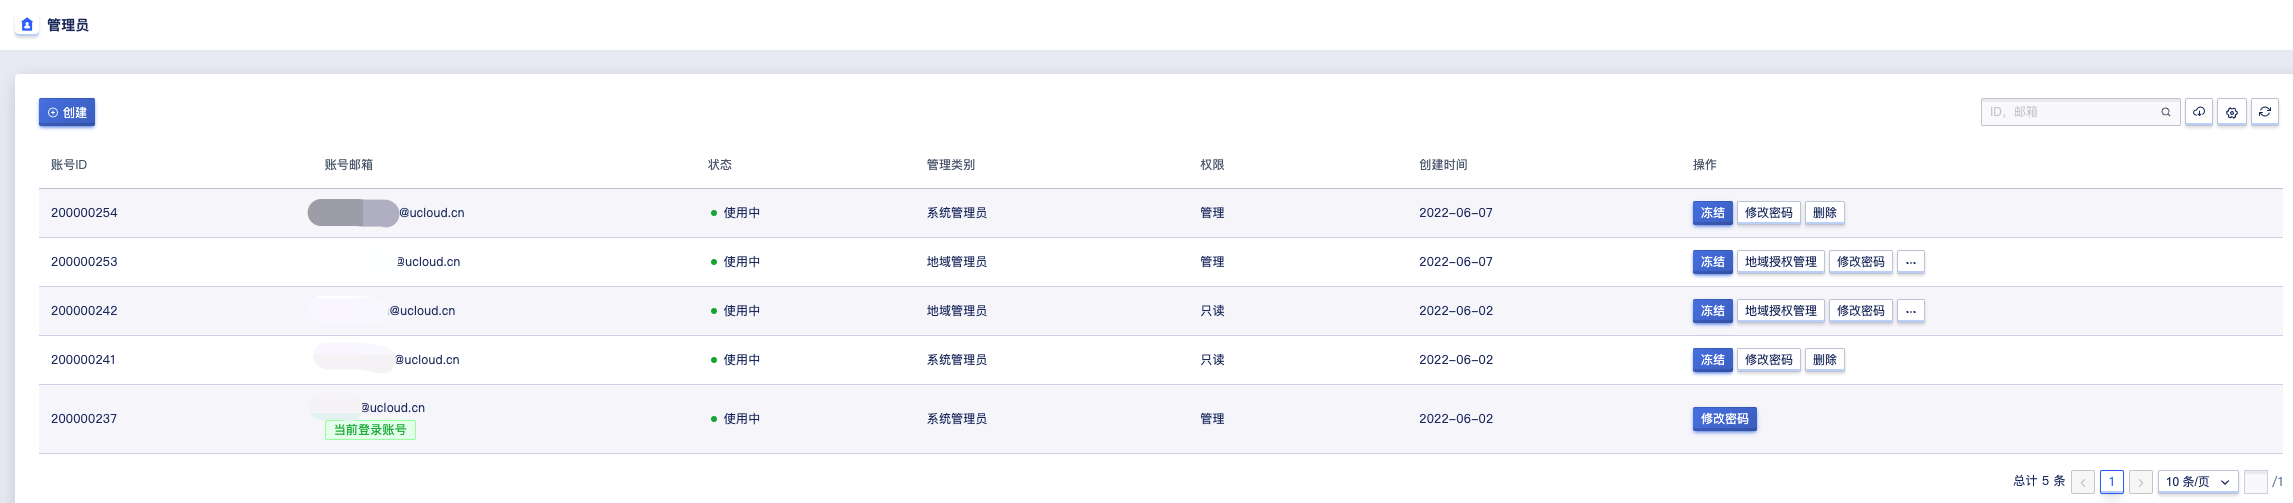 管理员
创建
ID，邮箱
账号ID 账号邮箱 状态 管理类别 权限 创建时间 操作
200000254 @ucloud.cn 使用中 系统管理员 管理 2022-06-07 冻结 修改密码 删除
200000253 @ucloud.cn 使用中 地域管理员 管理 2022-06-07 冻结 地域授权管理 修改密码 ...
200000242 @ucloud.cn 使用中 地域管理员 只读 2022-06-02 冻结 地域授权管理 修改密码 ...
200000241 @ucloud.cn 使用中 系统管理员 只读 2022-06-02 冻结 修改密码 删除
200000237 @ucloud.cn 使用中 系统管理员 管理 2022-06-02 修改密码
当前登录账号
总计 5 条 1 10 条/页 /1